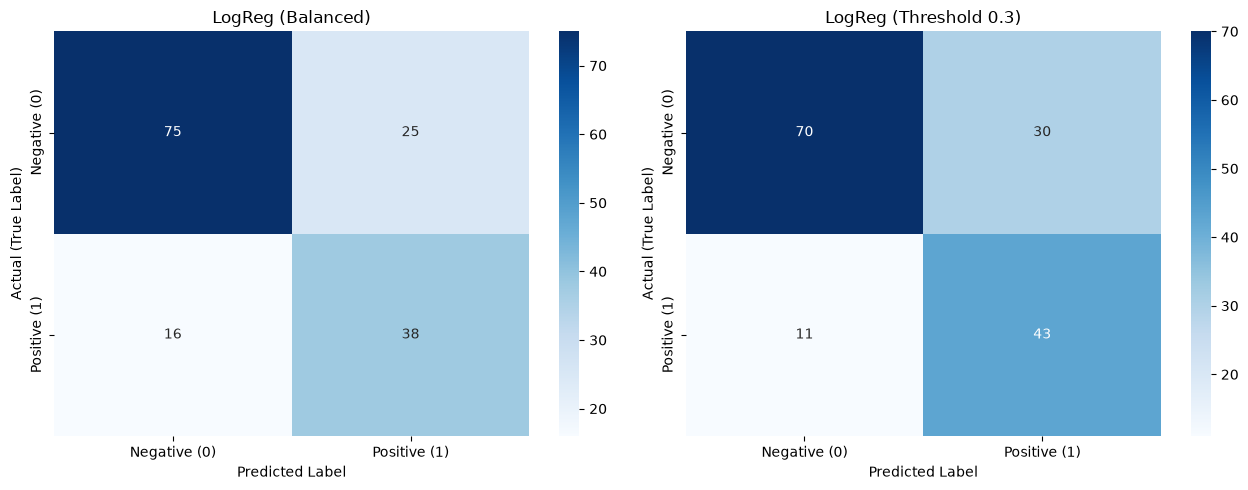 LogReg (Balanced)
Actual (True Label)
Negative (0)
Positive (1)
75
25
16
38
Negative (0)
Positive (1)
Predicted Label
70
60
50
40
30
20
LogReg (Threshold 0.3)
Actual (True Label)
Negative (0)
Positive (1)
70
30
11
43
Negative (0)
Positive (1)
Predicted Label
70
60
50
40
30
20